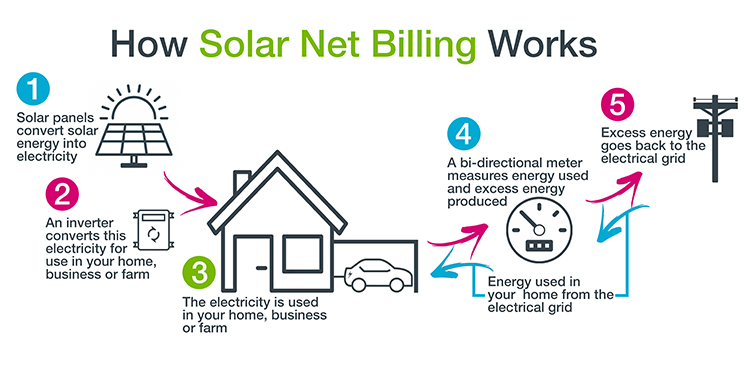 How Solar Net Billing Works
1
Solar panels
convert solar
energy into
electricity
2
An inverter
converts this
electricity for
use in your home,
business or farm
3
The electricity is used
in your home, business
or farm
4
A bi-directional meter
measures energy used
and excess energy
produced
5
Excess energy
goes back to the
electrical grid
Energy used in
your home from the
electrical grid